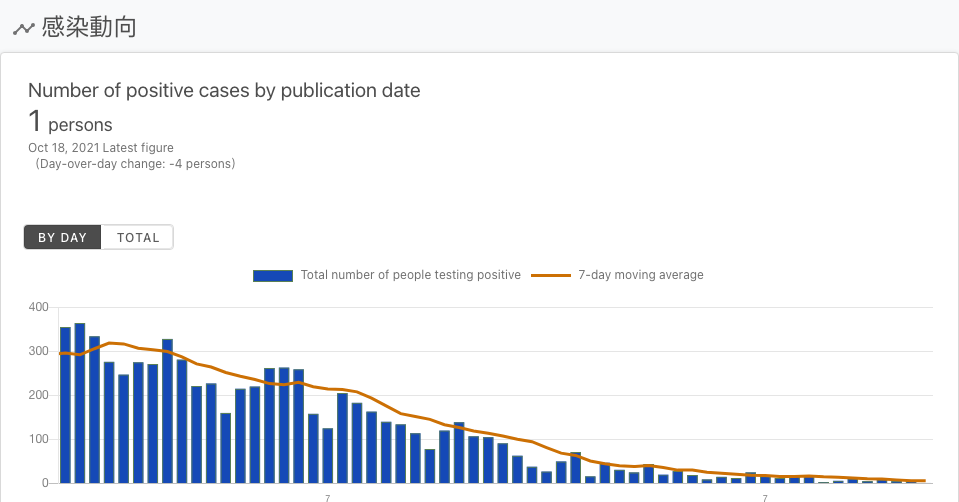 感染動向
Number of positive cases by publication date
1 persons
Oct 18, 2021 Latest figure
(Day-over-day change: -4 persons)
BY DAY TOTAL
Total number of people testing positive 7-day moving average
400
300
200
100
0
7 7